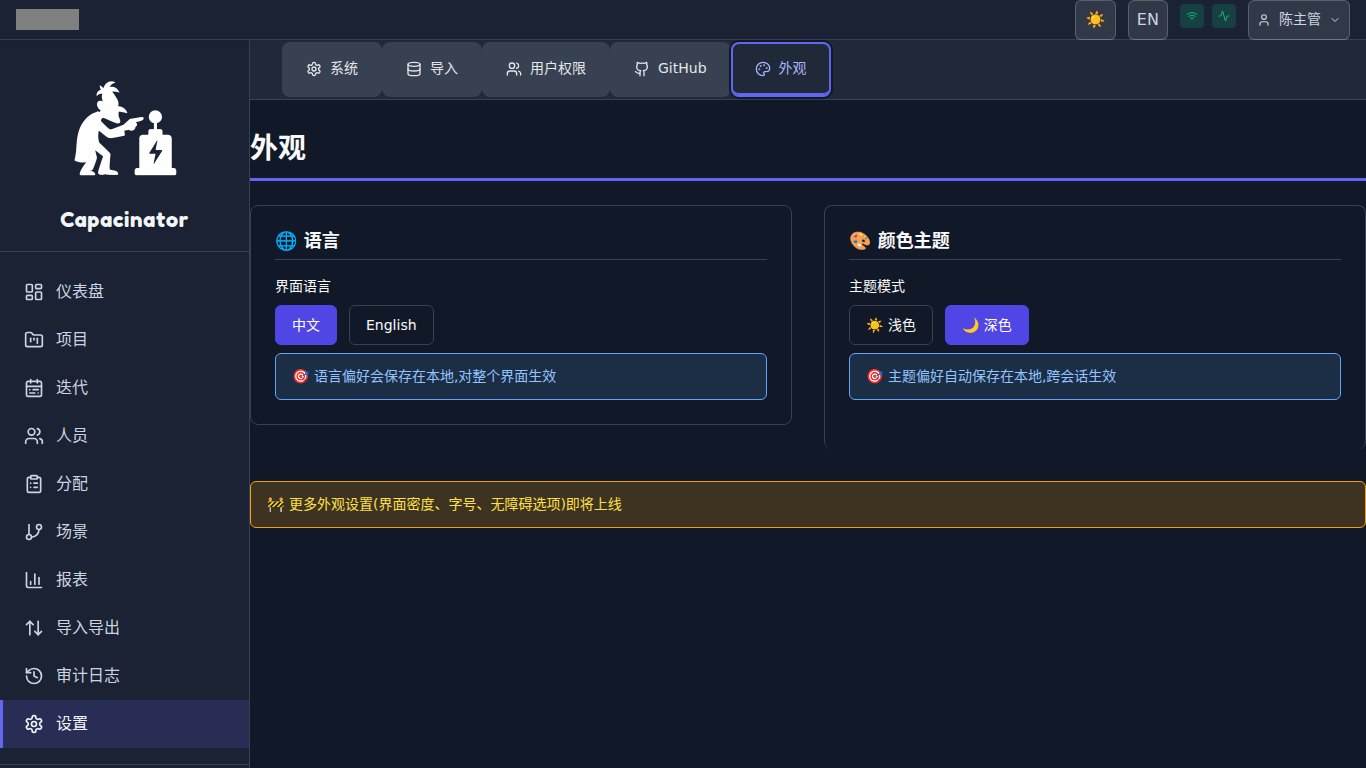 EN
陈主管
Capacinator
仪表盘
项目
迭代
人员
分配
场景
报表
导入导出
审计日志
设置
系统
导入
用户权限
GitHub
外观
外观
🌐 语言
界面语言
中文
English
🎯 语言偏好会保存在本地,对整个界面生效
🎨 颜色主题
主题模式
☀️ 浅色
🌙 深色
🎯 主题偏好自动保存在本地,跨会话生效
🚧 更多外观设置(界面密度、字号、无障碍选项)即将上线